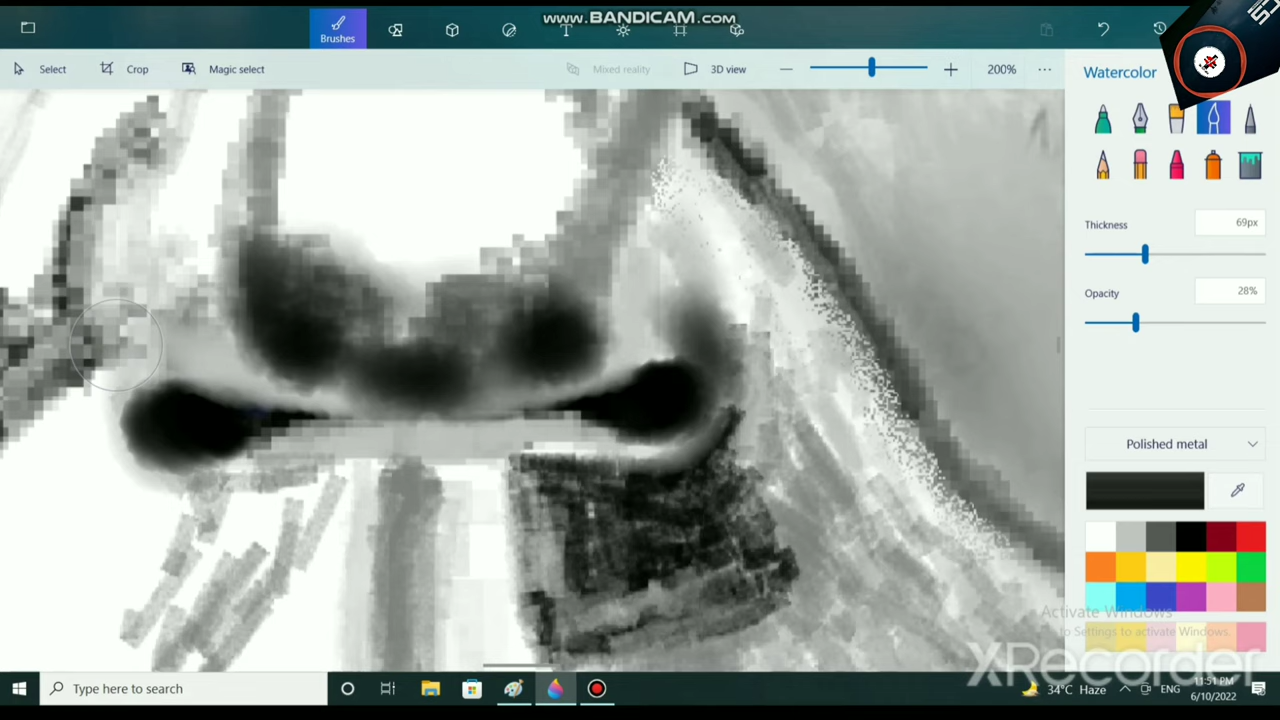 www.BANDICAM.com
Brushes
Select
Crop
Magic select
Mixed reality
3D view
200%
Watercolor
Thickness
69px
Opacity
28%
Polished metal
Activate Windows
to Settings to activate Windows.
XRecorder
Type here to search
34°C Haze
ENG
11:51 PM
6/10/2022